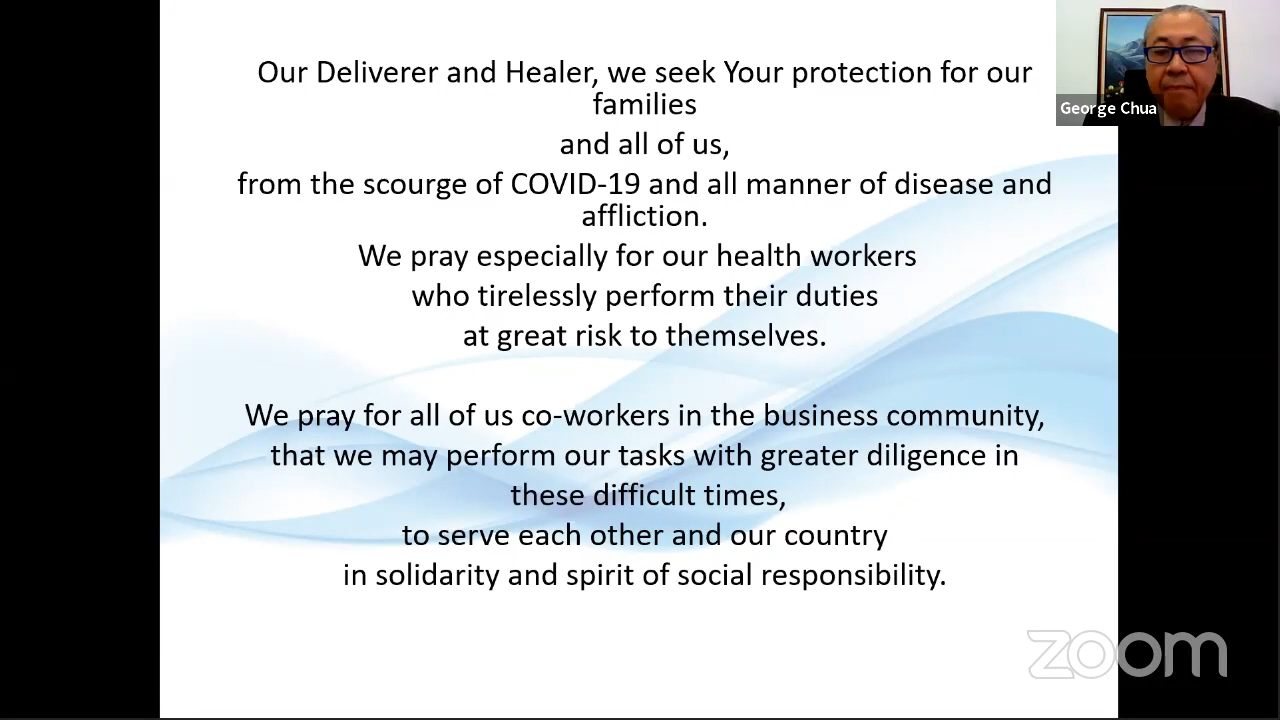 Our Deliverer and Healer, we seek Your protection for our
families
and all of us,
from the scourge of COVID-19 and all manner of disease and
affliction.
We pray especially for our health workers
who tirelessly perform their duties
at great risk to themselves.
We pray for all of us co-workers in the business community,
that we may perform our tasks with greater diligence in
these difficult times,
to serve each other and our country
in solidarity and spirit of social responsibility.
George Chua
zoom